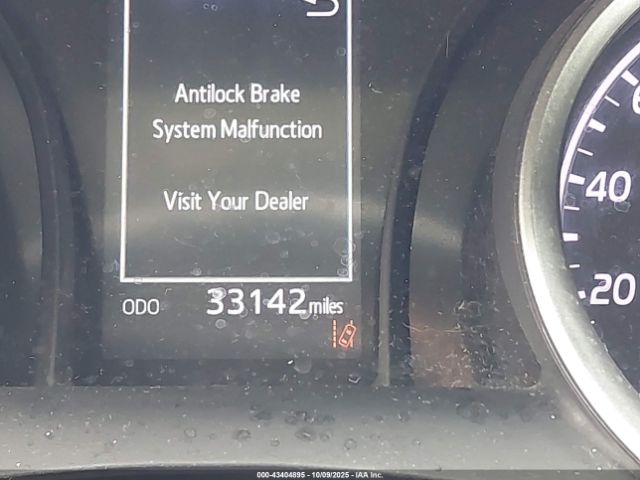 Antilock Brake
System Malfunction
Visit Your Dealer
ODO 33142 miles
40
20
000-43404895 - 10/09/2025 - © IAA Inc.